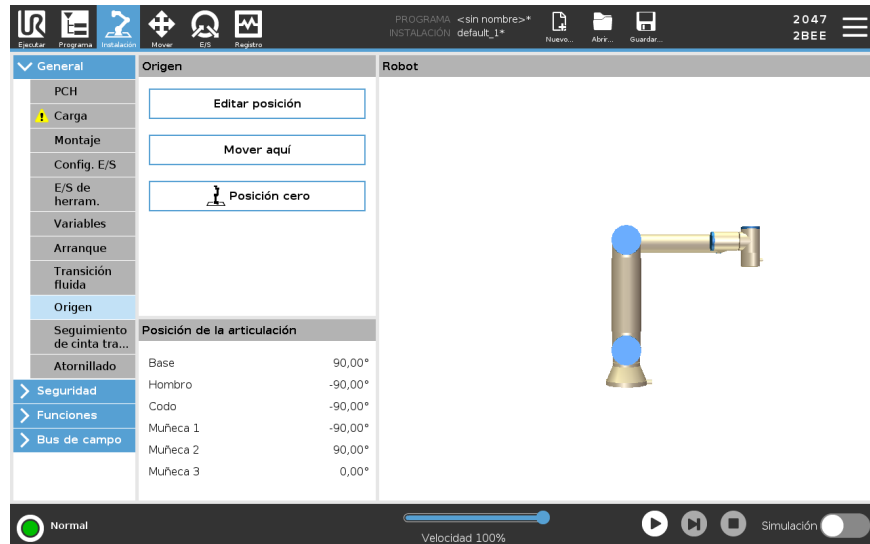 UR
Ejecutar
Programa
Instalación
Mover
E/S
Registro
PROGRAMA <sin nombre>*
INSTALACIÓN default_1*
Nuevo...
Abrir...
Guardar...
2047
2BEE
General
PCH
Carga
Montaje
Config. E/S
E/S de
herram.
Variables
Arranque
Transición
fluida
Origen
Seguimiento
de cinta tra...
Atornillado
Seguridad
Funciones
Bus de campo
Origen
Editar posición
Mover aquí
Posición cero
Posición de la articulación
Base 90,00°
Hombro -90,00°
Codo -90,00°
Muñeca 1 -90,00°
Muñeca 2 90,00°
Muñeca 3 0,00°
Robot
Normal
Velocidad 100%
Simulación